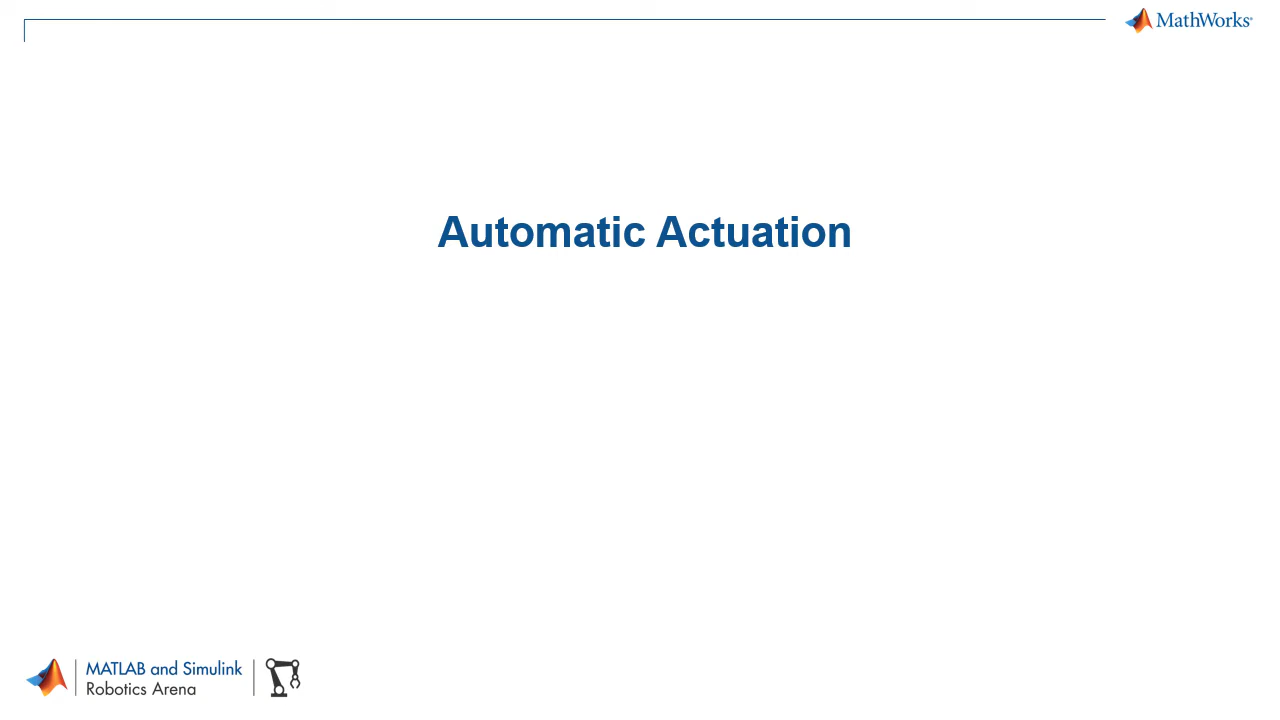 MathWorks®
Automatic Actuation
MATLAB and Simulink
Robotics Arena